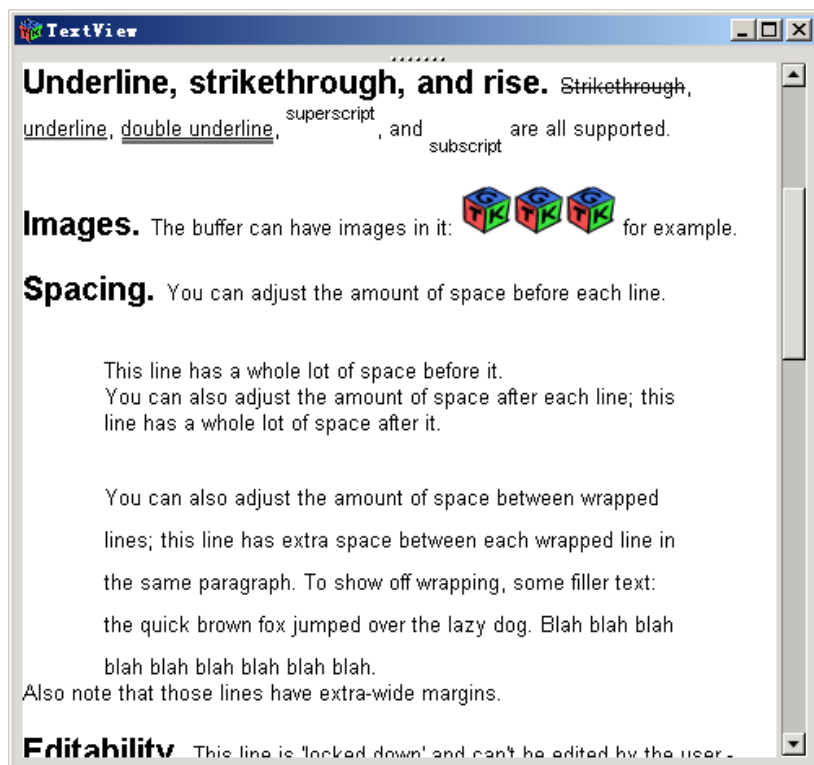 TextView
Underline, strikethrough, and rise. Strikethrough,
underline, double underline, superscript, and subscript are all supported.
Images. The buffer can have images in it: GTK GTK GTK for example.
Spacing. You can adjust the amount of space before each line.
This line has a whole lot of space before it.
You can also adjust the amount of space after each line; this
line has a whole lot of space after it.
You can also adjust the amount of space between wrapped
lines; this line has extra space between each wrapped line in
the same paragraph. To show off wrapping, some filler text:
the quick brown fox jumped over the lazy dog. Blah blah blah
blah blah blah blah blah blah.
Also note that those lines have extra-wide margins.
Editability. This line is 'locked down' and can't be edited by the user -